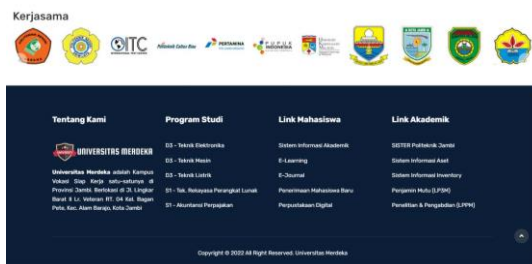 Kerjasama
OITC
PERTAMINA
PUPUK
INDONESIA
Tentang Kami
UNIVERSITAS MERDEKA
Universitas Merdeka adalah Kampus
Vokasi Siap Kerja satu-satunya di
Provinsi Jambi. Berlokasi di Jl. Lingkar
Barat II Lr. Veteran RT. 04 Kel. Bagan
Pete, Kec. Alam Barajo, Kota Jambi
Program Studi
D3 - Teknik Elektronika
D3 - Teknik Mesin
D3 - Teknik Listrik
S1 - Tek. Rekayasa Perangkat Lunak
S1 - Akuntansi Perpajakan
Link Mahasiswa
Sistem Informasi Akademik
E-Learning
E-Journal
Penerimaan Mahasiswa Baru
Perpustakaan Digital
Link Akademik
SISTER Politeknik Jambi
Sistem Informasi Aset
Sistem Informasi Inventory
Penjamin Mutu (LP3M)
Penelitian & Pengabdian (LPPM)
Copyright © 2022 All Right Reserved. Universitas Merdeka